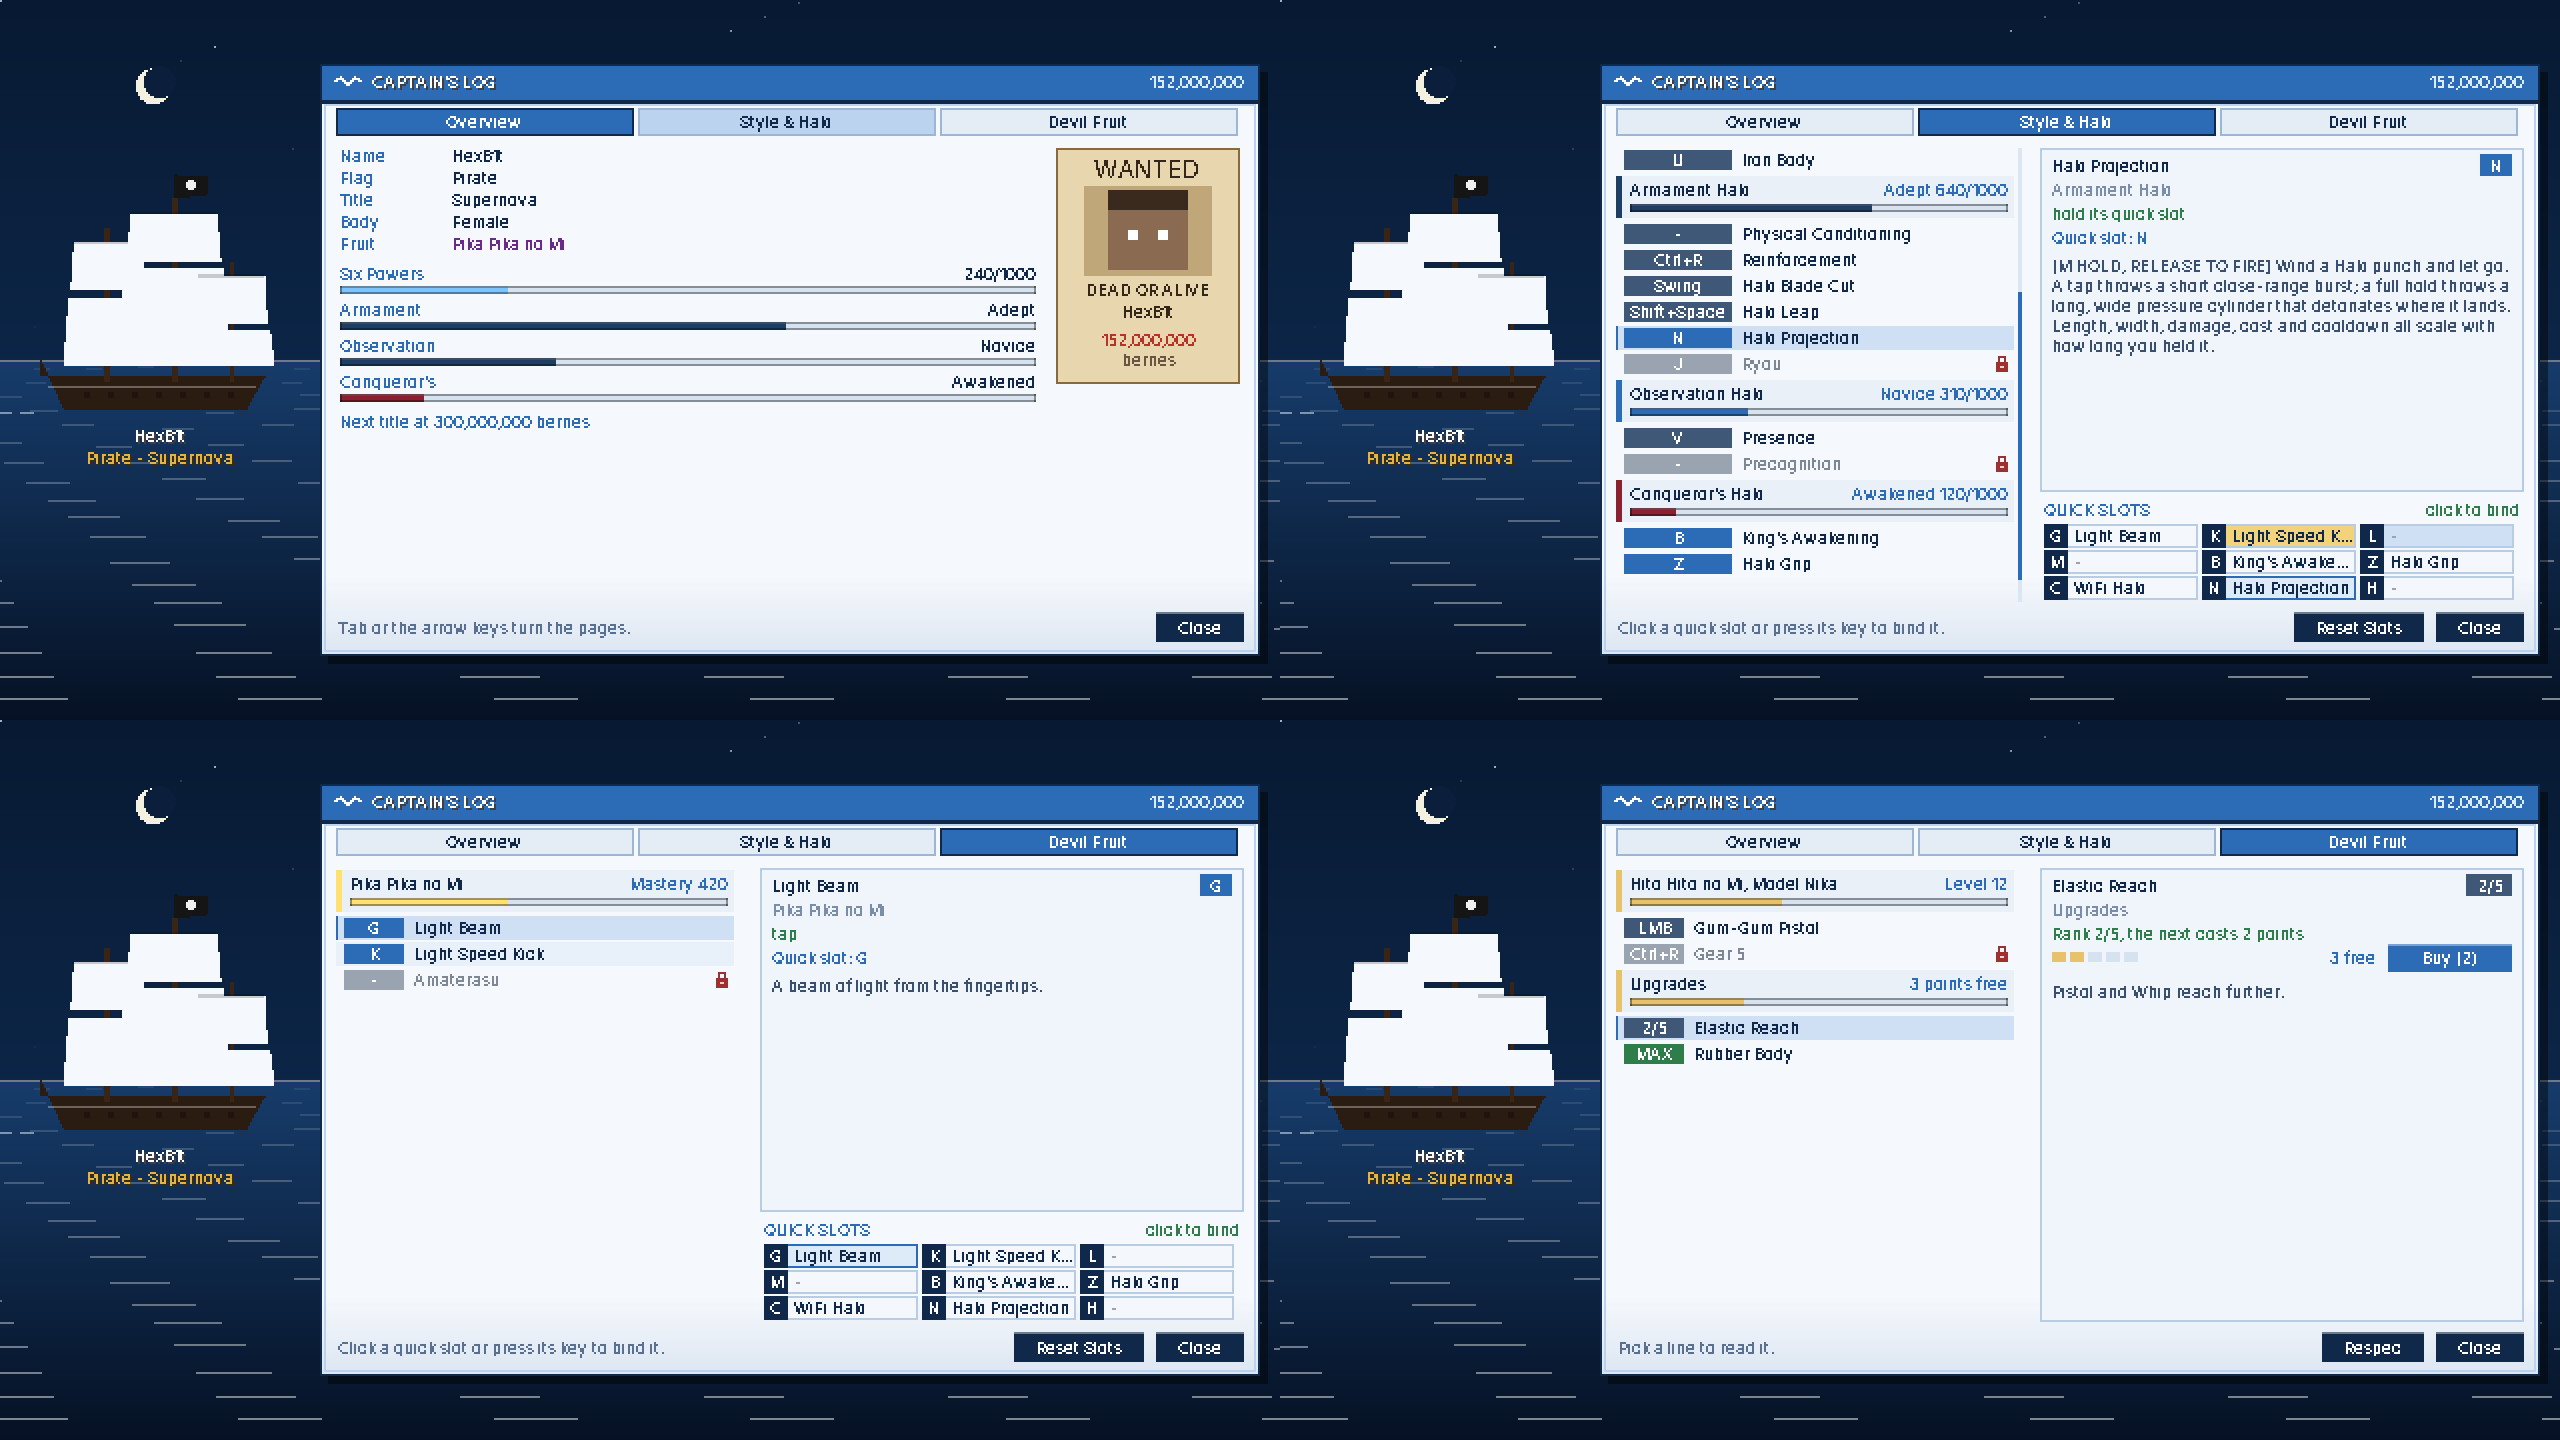 CAPTAIN'S LOG 152,000,000
Overview Style & Haki Devil Fruit
Name HexB1t
Flag Pirate
Title Supernova
Body Female
Fruit Pika Pika no Mi
Six Powers 240/1000
Armament Adept
Observation Novice
Conqueror's Awakened
Next title at 300,000,000 berries
WANTED
DEAD OR ALIVE
HexB1t
152,000,000
berries
HexB1t
Pirate - Supernova
Tab or the arrow keys turn the pages.
Close
CAPTAIN'S LOG 152,000,000
Overview Style & Haki Devil Fruit
U Iron Body
Armament Haki Adept 640/1000
- Physical Conditioning
Ctrl+R Reinforcement
Swing Haki Blade Cut
Shift+Space Haki Leap
N Haki Projection
J Ryou
Observation Haki Novice 310/1000
V Presence
- Precognition
Conqueror's Haki Awakened 120/1000
B King's Awakening
Z Haki Grip
Haki Projection N
Armament Haki
hold its quick slot
Quick slot: N
[M HOLD, RELEASE TO FIRE] Wind a Haki punch and let go.
A tap throws a short close-range burst; a full hold throws a
long, wide pressure cylinder that detonates where it lands.
Length, width, damage, cost and cooldown all scale with
how long you held it.
QUICK SLOTS click to bind
G Light Beam K Light Speed K... L -
M - B King's Awake... Z Haki Grip
C WiFi Haki N Haki Projection H -
HexB1t
Pirate - Supernova
Click a quick slot or press its key to bind it.
Reset Slots Close
CAPTAIN'S LOG 152,000,000
Overview Style & Haki Devil Fruit
Pika Pika no Mi Mastery 420
G Light Beam
K Light Speed Kick
- Amaterasu
Light Beam G
Pika Pika no Mi
tap
Quick slot: G
A beam of light from the fingertips.
QUICK SLOTS click to bind
G Light Beam K Light Speed K... L -
M - B King's Awake... Z Haki Grip
C WiFi Haki N Haki Projection H -
HexB1t
Pirate - Supernova
Click a quick slot or press its key to bind it.
Reset Slots Close
CAPTAIN'S LOG 152,000,000
Overview Style & Haki Devil Fruit
Hito Hito no Mi, Model Nika Level 12
LMB Gum-Gum Pistol
Ctrl+R Gear 5
Upgrades 3 points free
2/5 Elastic Reach
MAX Rubber Body
Elastic Reach 2/5
Upgrades
Rank 2/5, the next costs 2 points
3 free Buy (2)
Pistol and Whip reach further.
HexB1t
Pirate - Supernova
Pick a line to read it.
Respec Close